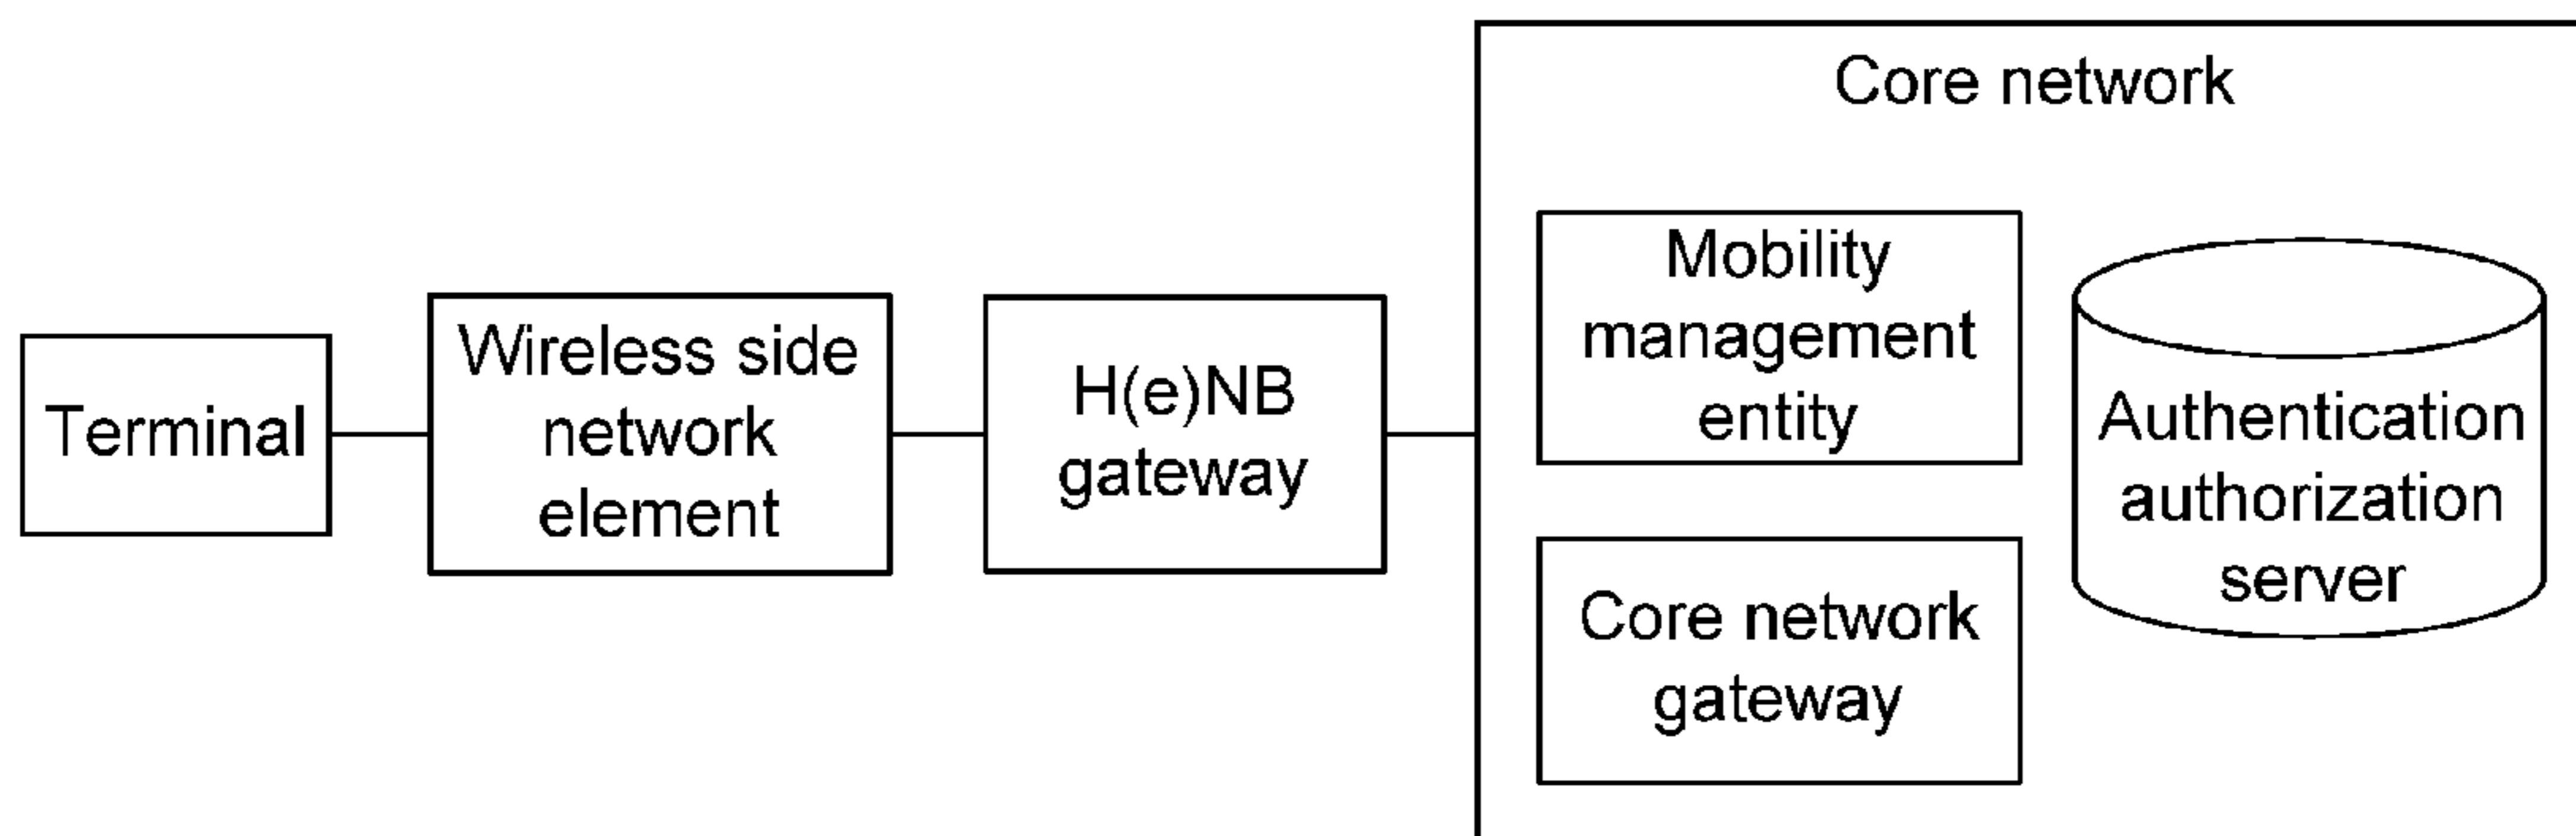 Core network
Terminal
Wireless side
network
element
H(e)NB
gateway
Mobility
management
entity
Core network
gateway
Authentication
authorization
server